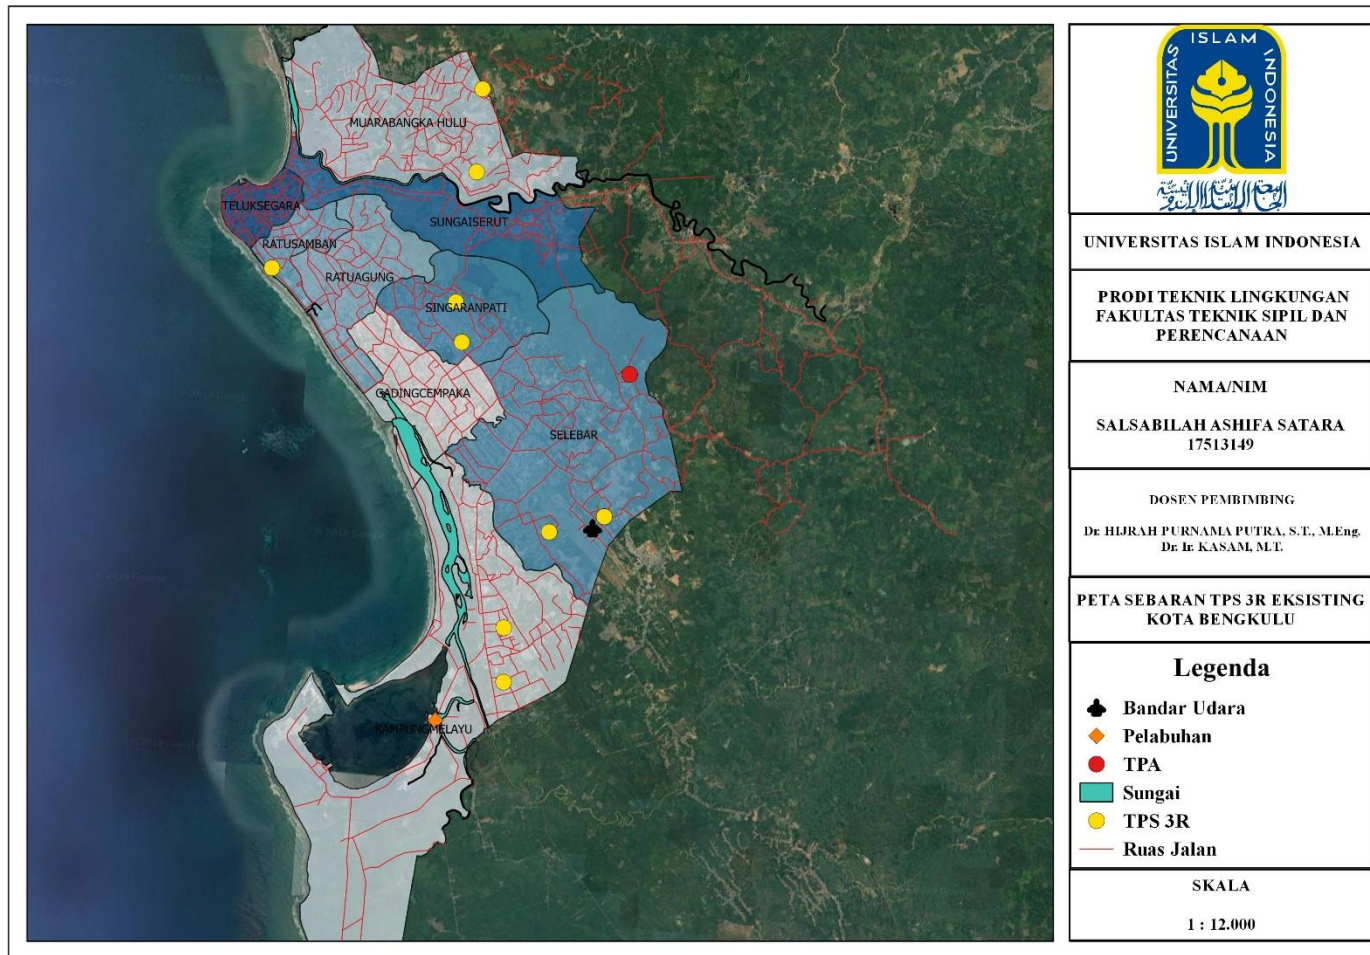 MUARABANGKA HULU
TELUKSEGARA
SUNGAISERUT
RATUSAMBAN
RATUAGUNG
SINGARANPATI
GADINGCEMPAKA
SELEBAR
KAMPUNGMELAYU
UNIVERSITAS ISLAM INDONESIA
UNIVERSITAS ISLAM INDONESIA
PRODI TEKNIK LINGKUNGAN
FAKULTAS TEKNIK SIPIL DAN
PERENCANAAN
NAMA/NIM
SALSABILAH ASHIFA SATARA
17513149
DOSEN PEMBIMBING
Dr. HIJRAH PURNAMA PUTRA, S.T., M.Eng.
Dr. Ir. KASAM, M.T.
PETA SEBARAN TPS 3R EKSISTING
KOTA BENGKULU
Legenda
Bandar Udara
Pelabuhan
TPA
Sungai
TPS 3R
Ruas Jalan
SKALA
1 : 12.000